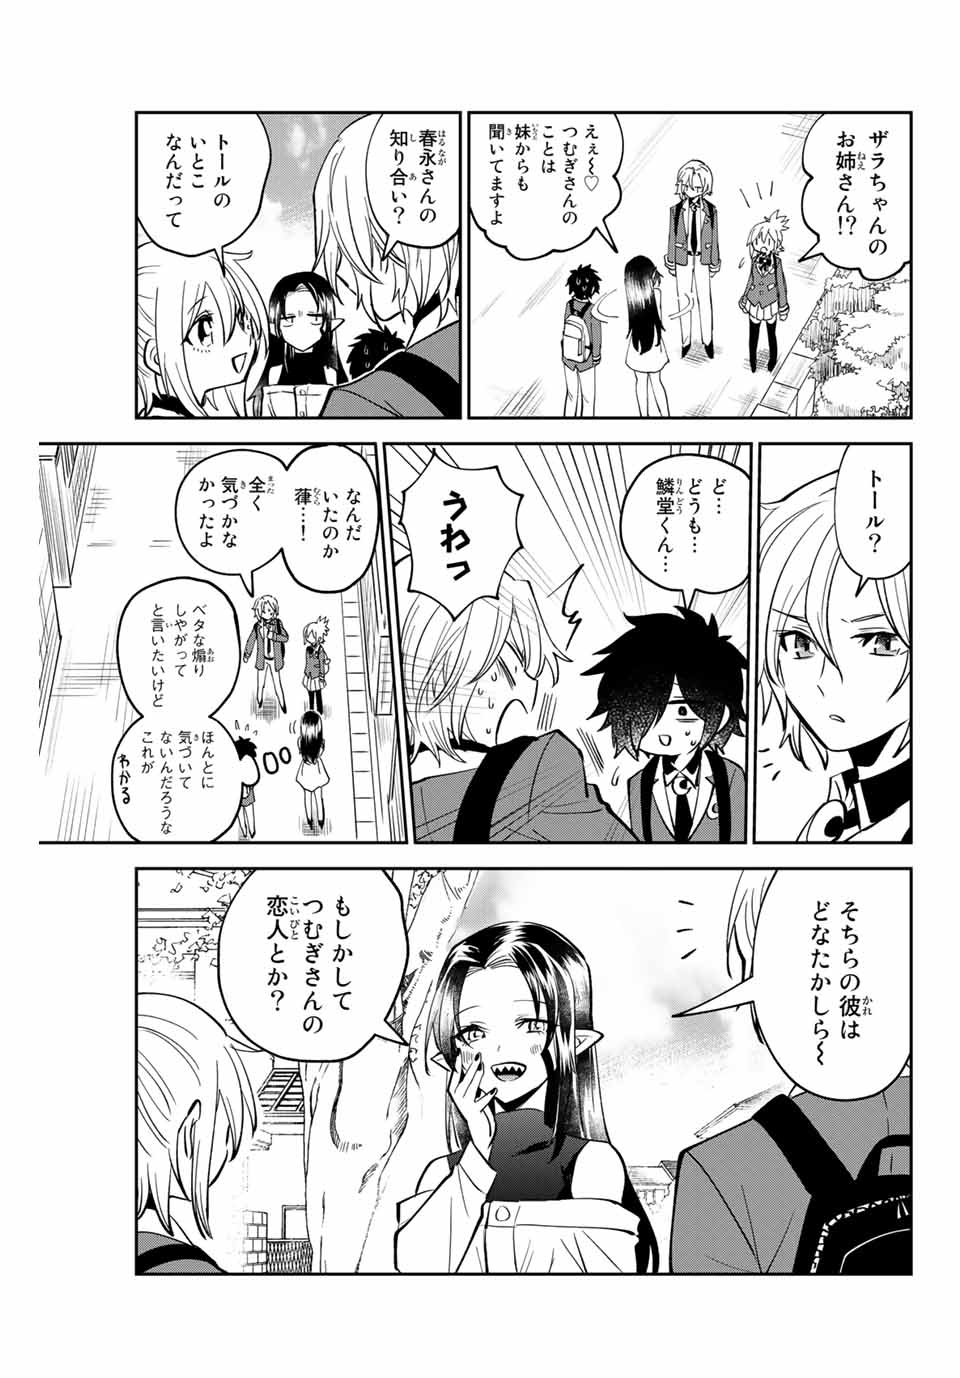 ザラちゃんの
お姉さん!?
ええ〜♡
つむぎさんの
ことは
妹からも
聞いてますよ
春永さんの
知り合い?
トールの
いとこ
なんだって
トール?
ど…
どうも…
鱗堂くん…
うわっ
なんだ
いたのか
葎…!
全く
気づかな
かったよ
ベタな煽り
しやがって
と言いたいけど
ほんとに
気づいて
ないんだろうな
これが
わかる
そちらの彼は
どなたかしら〜
もしかして
つむぎさんの
恋人とか?